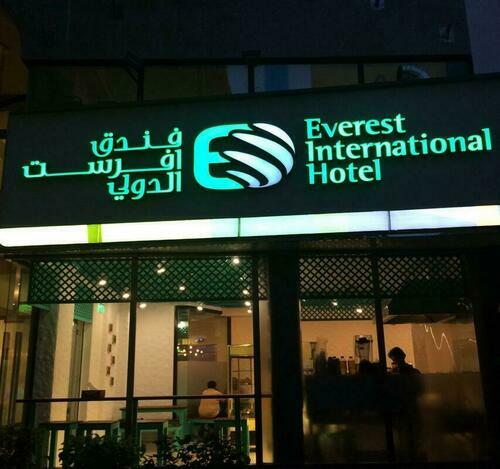 فندق
افرست
الدولي
Everest
International
Hotel